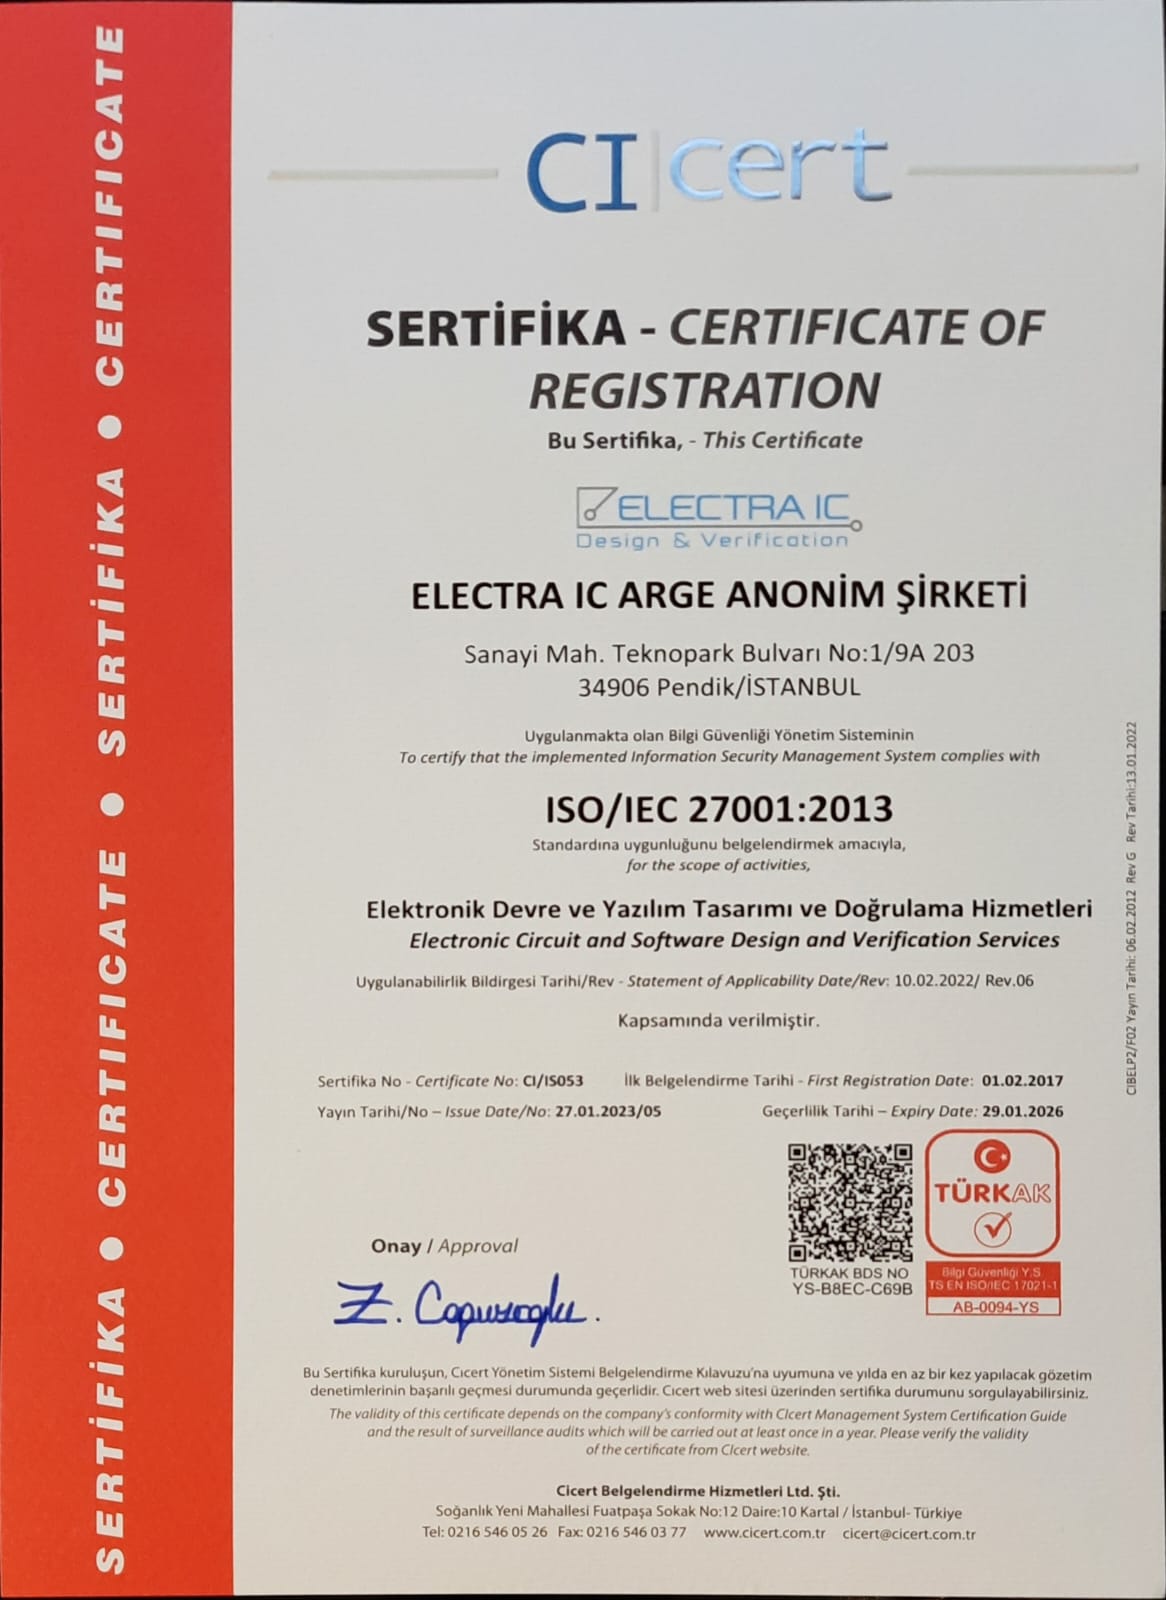 SERTİFİKA ● CERTIFICATE ● SERTİFİKA ● CERTIFICATE
CI|cert
SERTİFİKA - CERTIFICATE OF
REGISTRATION
Bu Sertifika, - This Certificate
ELECTRA IC
Design & Verification
ELECTRA IC ARGE ANONİM ŞİRKETİ
Sanayi Mah. Teknopark Bulvarı No:1/9A 203
34906 Pendik/İSTANBUL
Uygulanmakta olan Bilgi Güvenliği Yönetim Sisteminin
To certify that the implemented Information Security Management System complies with
ISO/IEC 27001:2013
Standardına uygunluğunu belgelendirmek amacıyla,
for the scope of activities,
Elektronik Devre ve Yazılım Tasarımı ve Doğrulama Hizmetleri
Electronic Circuit and Software Design and Verification Services
Uygulanabilirlik Bildirgesi Tarihi/Rev - Statement of Applicability Date/Rev: 10.02.2022/ Rev.06
Kapsamında verilmiştir.
Sertifika No - Certificate No: CI/IS053 İlk Belgelendirme Tarihi - First Registration Date: 01.02.2017
Yayın Tarihi/No – Issue Date/No: 27.01.2023/05 Geçerlilik Tarihi – Expiry Date: 29.01.2026
CIBELP2/F02 Yayın Tarihi: 06.02.2012 Rev G Rev Tarihi:13.01.2022
Onay / Approval
Z. Capusoglu.
TÜRKAK BDS NO
YS-B8EC-C69B
TÜRKAK
Bilgi Güvenliği Y.S
TS EN ISO/IEC 17021-1
AB-0094-YS
Bu Sertifika kuruluşun, Cıcert Yönetim Sistemi Belgelendirme Kılavuzu'na uyumuna ve yılda en az bir kez yapılacak gözetim
denetimlerinin başarılı geçmesi durumunda geçerlidir. Cıcert web sitesi üzerinden sertifika durumunu sorgulayabilirsiniz.
The validity of this certificate depends on the company's conformity with CIcert Management System Certification Guide
and the result of surveillance audits which will be carried out at least once in a year. Please verify the validity
of the certificate from CIcert website.
Cicert Belgelendirme Hizmetleri Ltd. Şti.
Soğanlık Yeni Mahallesi Fuatpaşa Sokak No:12 Daire:10 Kartal / İstanbul- Türkiye
Tel: 0216 546 05 26 Fax: 0216 546 03 77 www.cicert.com.tr cicert@cicert.com.tr